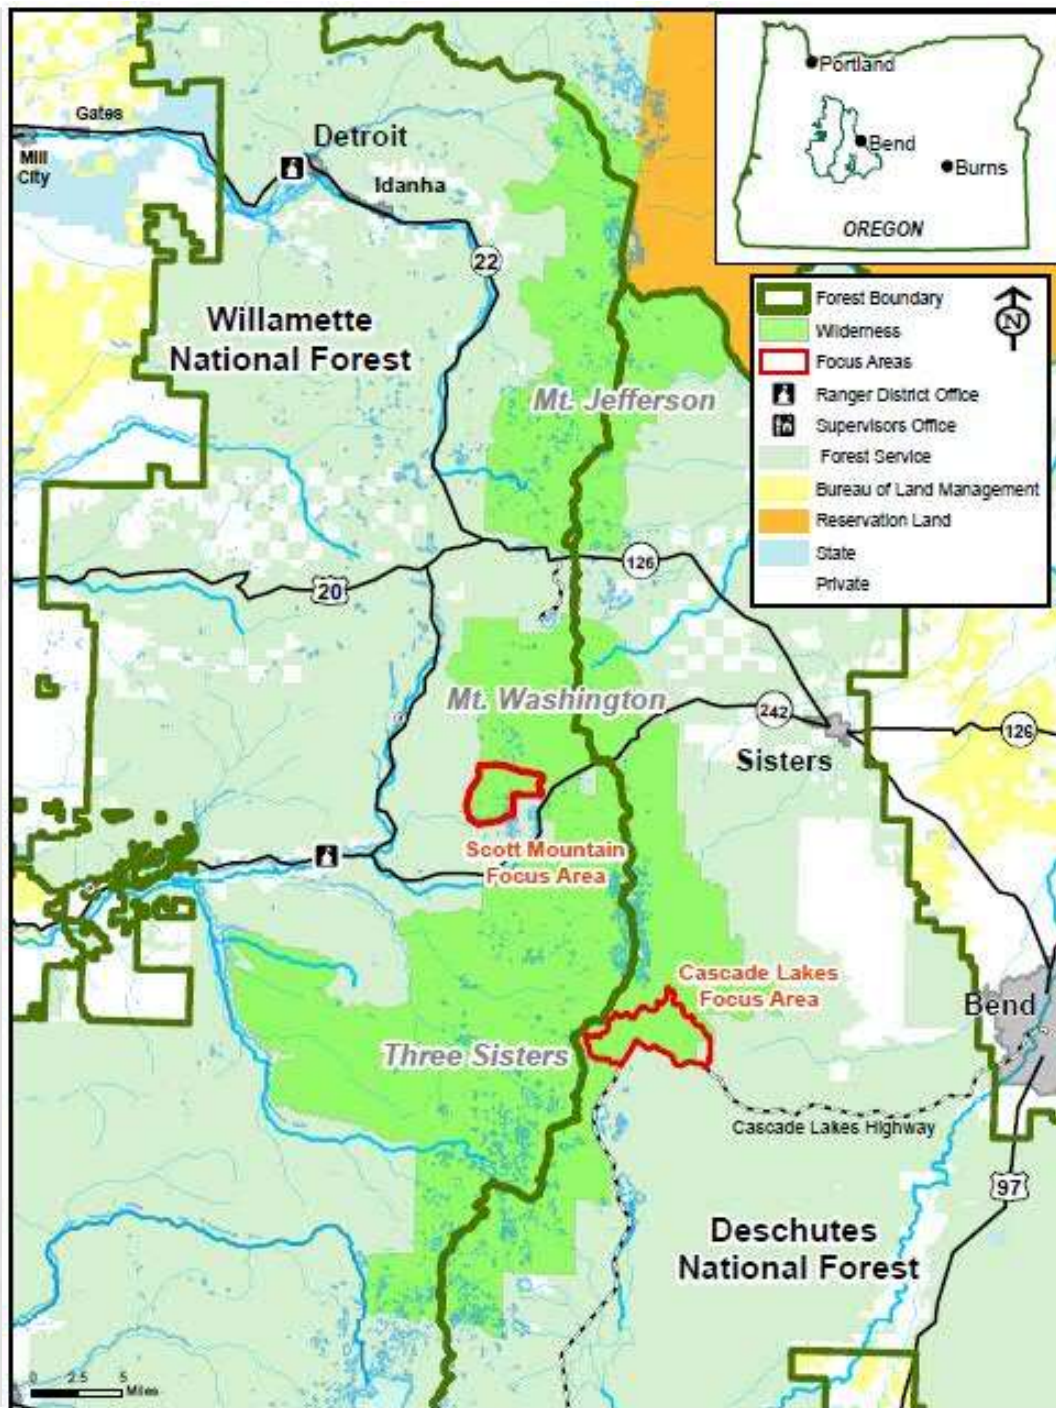 Gates
Mill
City
Detroit
Idanha
22
Willamette
National Forest
Mt. Jefferson
Portland
Bend
Burns
OREGON
Forest Boundary
Wilderness
Focus Areas
Ranger District Office
Supervisors Office
Forest Service
Bureau of Land Management
Reservation Land
State
Private
N
20
126
Mt. Washington
242
126
Sisters
Scott Mountain
Focus Area
Cascade Lakes
Focus Area
Bend
Three Sisters
Cascade Lakes Highway
97
Deschutes
National Forest
0 2.5 5
Miles